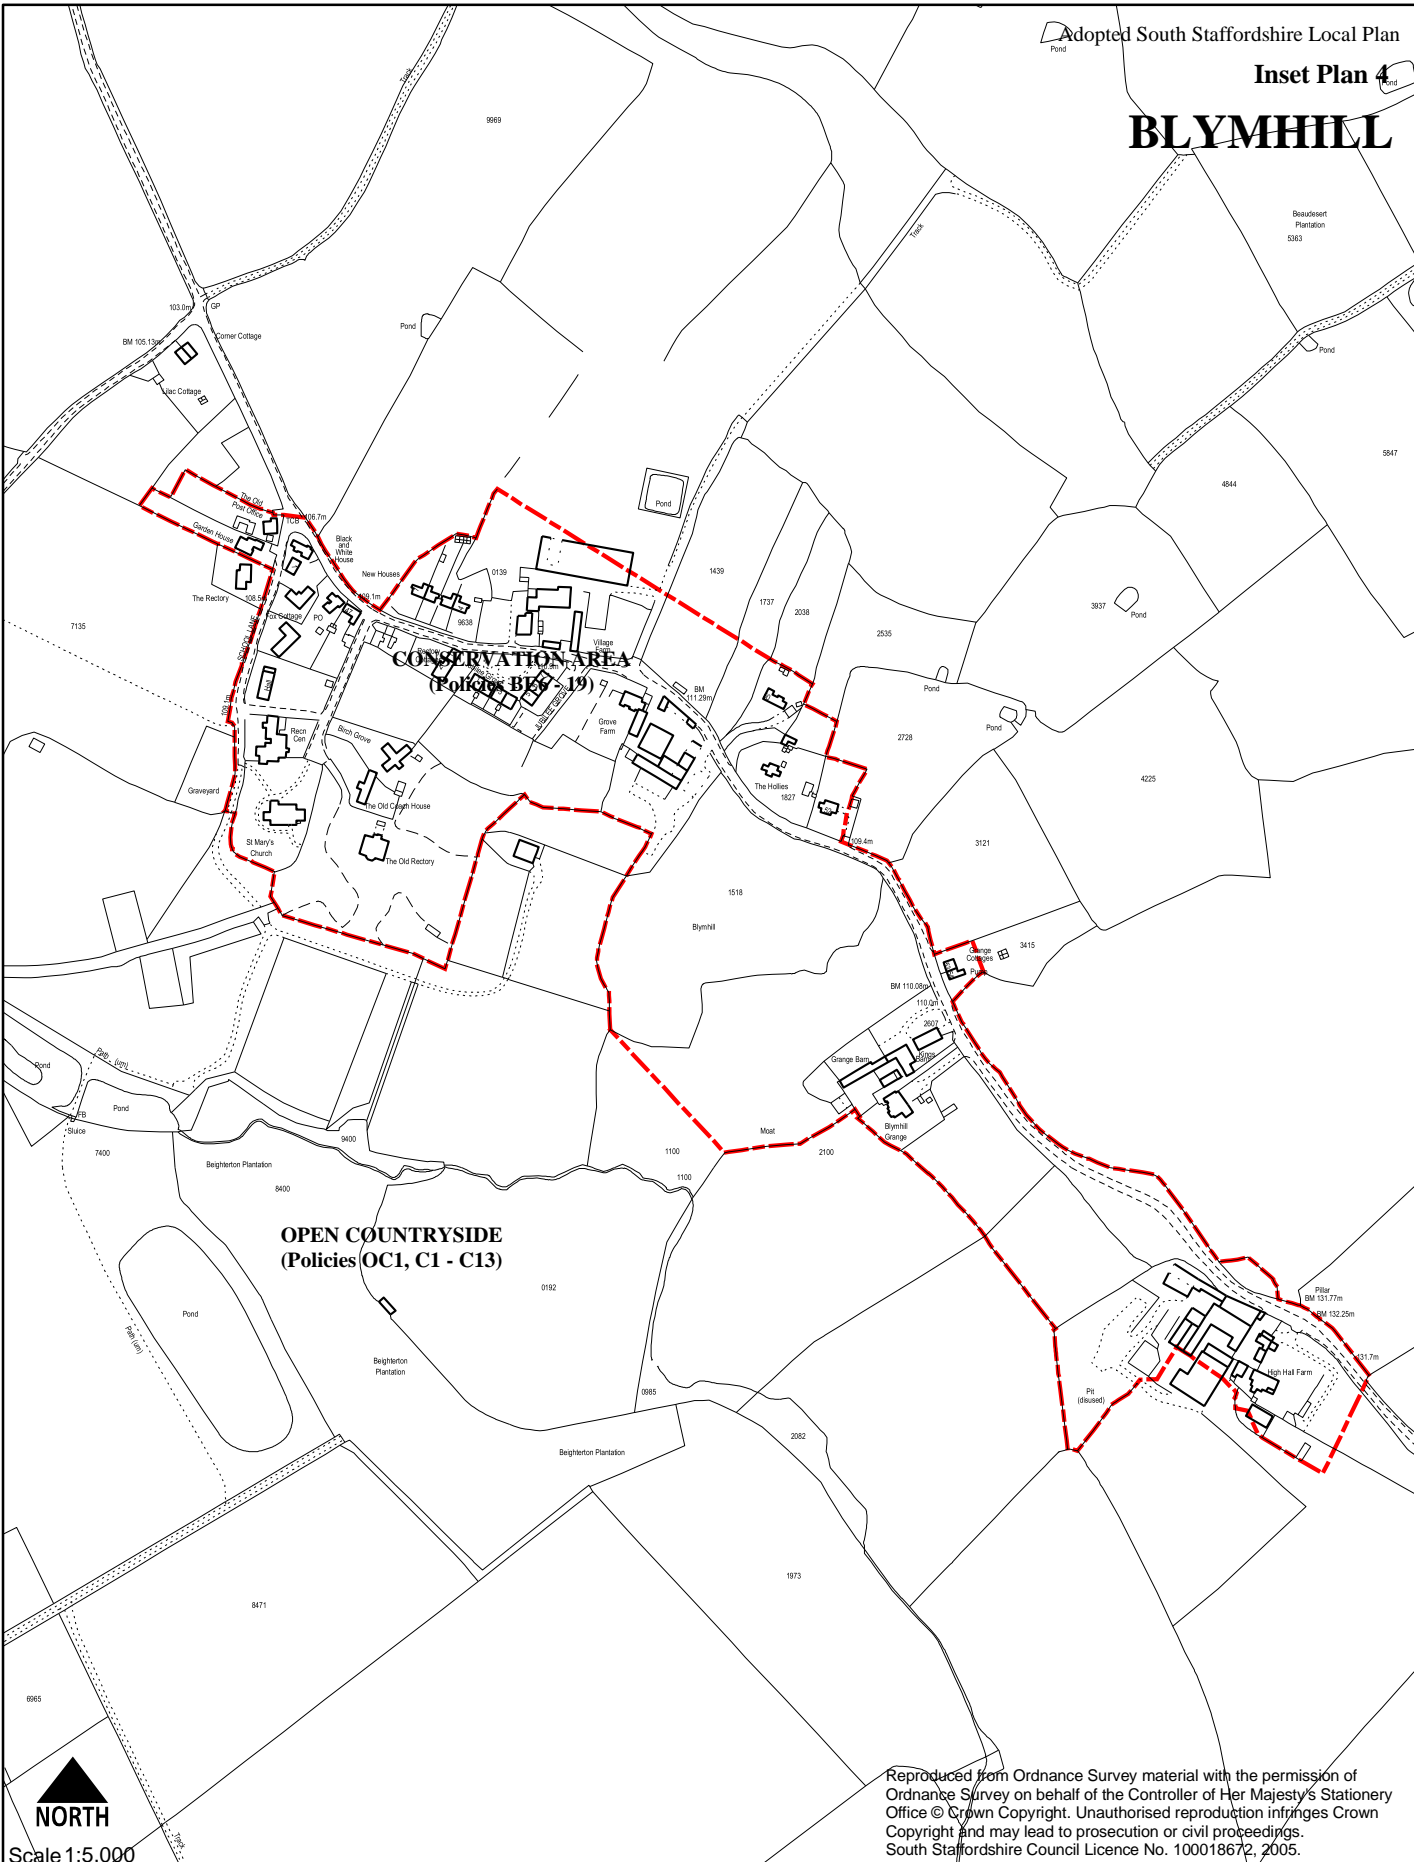 Adopted South Staffordshire Local Plan
Inset Plan 4
BLYMHILL
Pond
Pond
Track
9969
Beaudesert
Plantation
5363
Track
103.0m
GP
Corner Cottage
BM 105.13m
Pond
Pond
Lilac Cottage
5847
4844
The Old
Post Office
TCB
106.7m
Garden House
Black
and
White
House
New Houses
0139
Pond
1439
1737
2038
2535
3937
Pond
The Rectory
108.5m
109.1m
Fox Cottage
PO
9638
7135
SCHOOL LANE
Village
Farm
CONSERVATION AREA
(Policies BE6 - 19)
JUBILEE GROVE
Hall
109.1m
BM
111.29m
Pond
Pond
Recn
Cen
Birch Grove
Grove
Farm
2728
4225
The Hollies
1827
Graveyard
The Old Coach House
St Mary's
Church
The Old Rectory
109.4m
3121
1518
Blymhill
Grange
Cottages
3415
Pump
BM 110.08m
110.0m
2607
Grange Barn
Kings
Barn
Path (um)
Pond
Pond
FB
Sluice
7400
9400
Moat
Blymhill
Grange
1100
2100
1100
Beighterton Plantation
8400
OPEN COUNTRYSIDE
(Policies OC1, C1 - C13)
0192
Pond
Path (um)
Pillar
BM 131.77m
BM 132.25m
131.7m
Beighterton
Plantation
High Hall Farm
0985
Pit
(disused)
2082
Beighterton Plantation
1973
8471
6965
Track
NORTH
Scale 1:5,000
Reproduced from Ordnance Survey material with the permission of
Ordnance Survey on behalf of the Controller of Her Majesty's Stationery
Office © Crown Copyright. Unauthorised reproduction infringes Crown
Copyright and may lead to prosecution or civil proceedings.
South Staffordshire Council Licence No. 100018672, 2005.